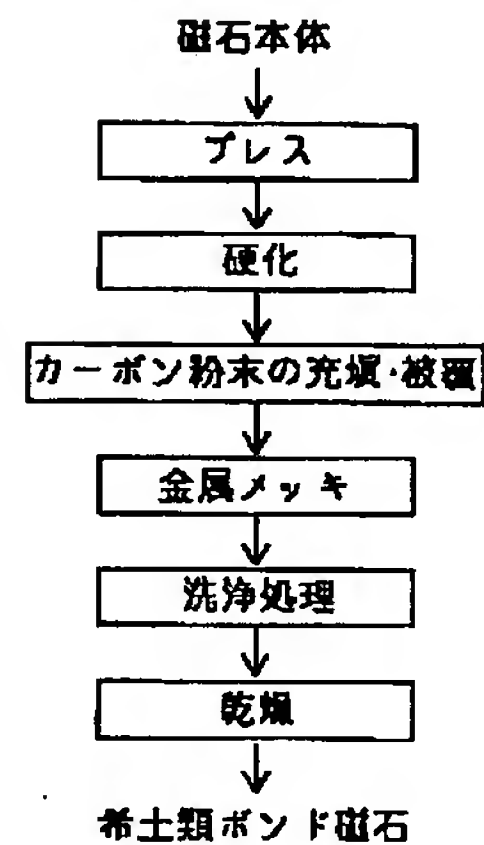 磁石本体
プレス
硬化
カーボン粉末の充填·被覆
金属メッキ
洗浄処理
乾燥
希土類ボンド磁石